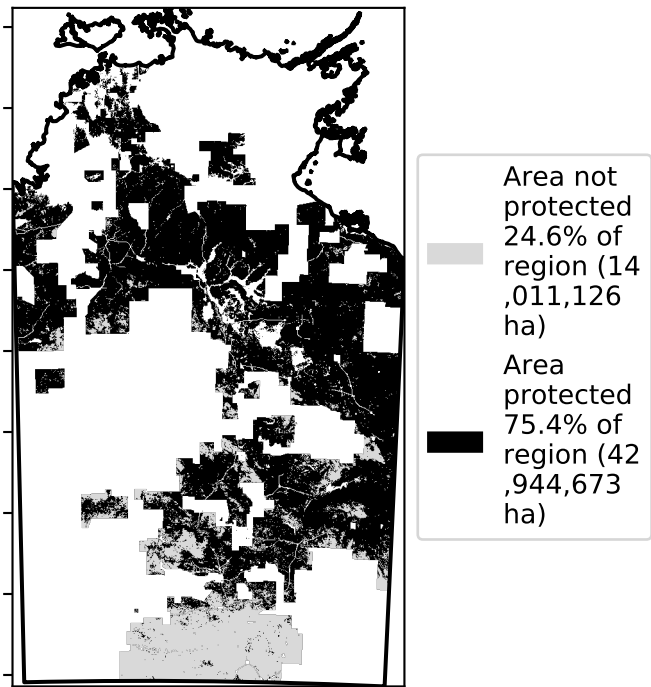 Area not
protected
24.6% of
region (14
,011,126
ha)
Area
protected
75.4% of
region (42
,944,673
ha)